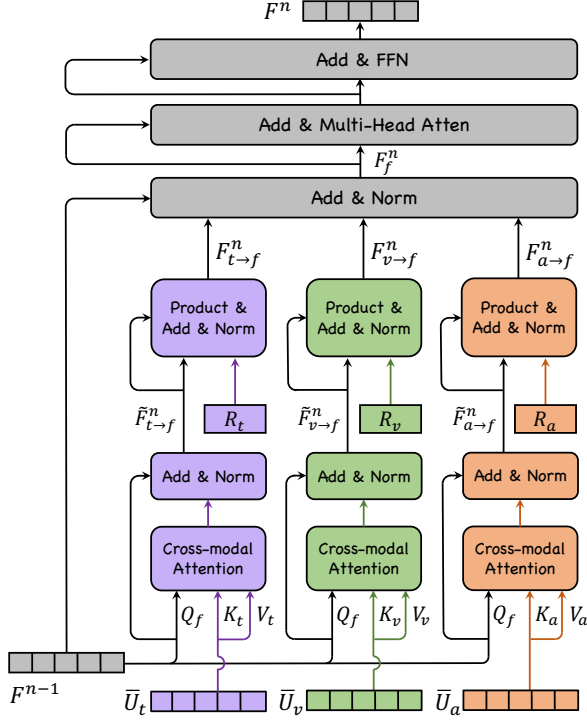 Fⁿ
Add & FFN
Add & Multi-Head Atten
F_f^n
Add & Norm
F_{t→f}^n F_{v→f}^n F_{a→f}^n
Product & Add & Norm Product & Add & Norm Product & Add & Norm
F̃_{t→f}^n R_t F̃_{v→f}^n R_v F̃_{a→f}^n R_a
Add & Norm Add & Norm Add & Norm
Cross-modal Attention Cross-modal Attention Cross-modal Attention
Q_f K_t V_t Q_f K_v V_v Q_f K_a V_a
F^{n−1}
Ū_t Ū_v Ū_a